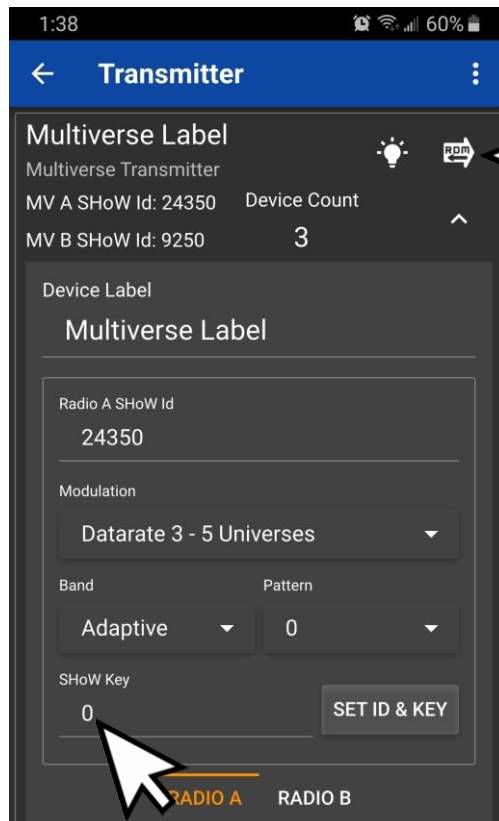 1:38 60%
Transmitter
Multiverse Label
RDM
Multiverse Transmitter
MV A SHoW Id: 24350 Device Count
MV B SHoW Id: 9250 3
Device Label
Multiverse Label
Radio A SHoW Id
24350
Modulation
Datarate 3 - 5 Universes
Band Pattern
Adaptive 0
SHoW Key
0 SET ID & KEY
RADIO A RADIO B